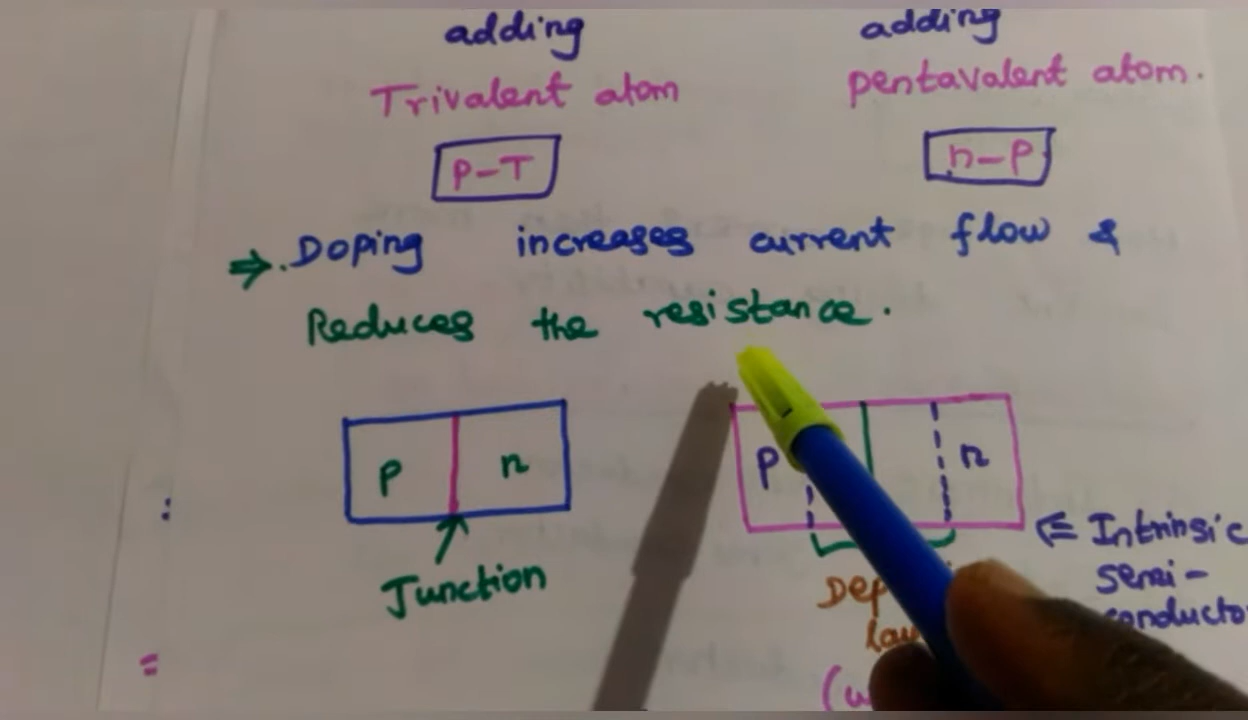 adding adding
Trivalent atom pentavalent atom.
P-T n-P
⇒. Doping increases current flow &
Reduces the resistance.
P n P n
Junction
⇐ Intrinsic
semi-